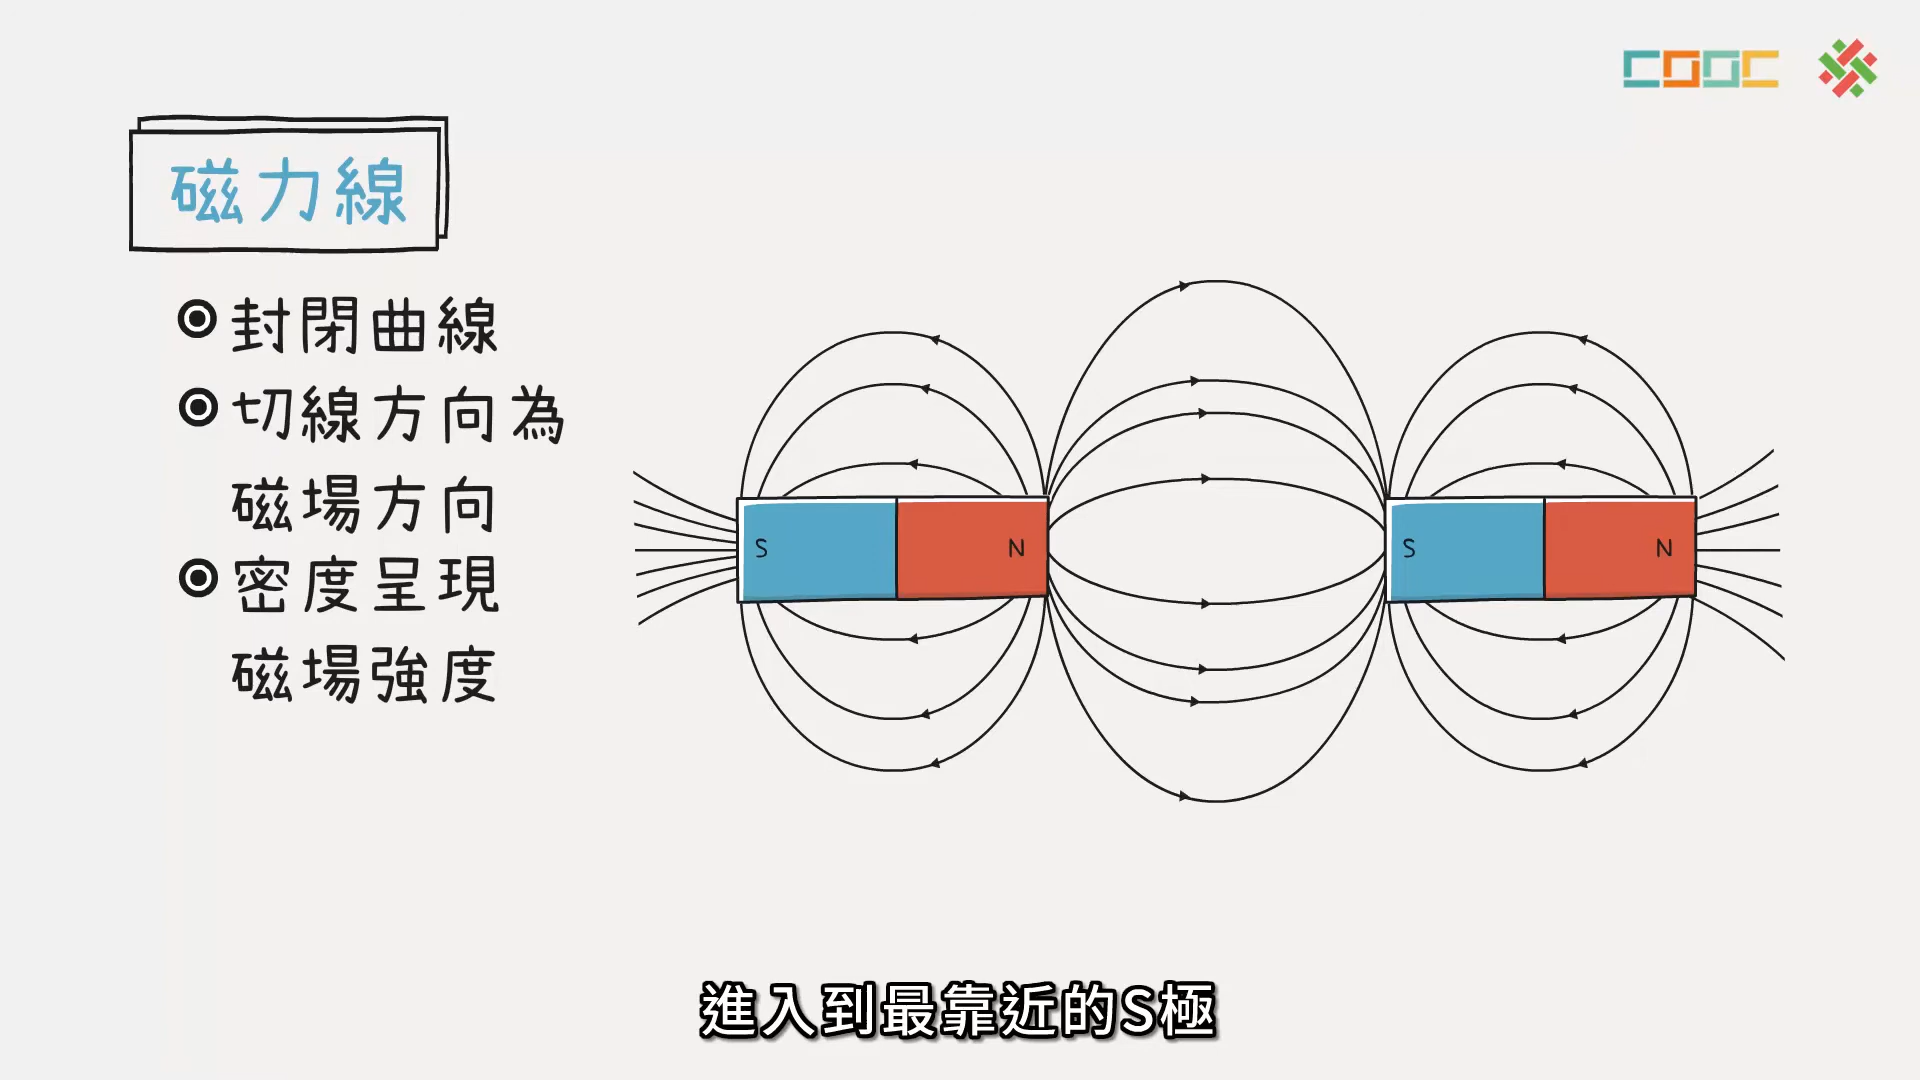 COOC
磁力線
封閉曲線
切線方向為
磁場方向
密度呈現
磁場強度
S N S N
進入到最靠近的S極